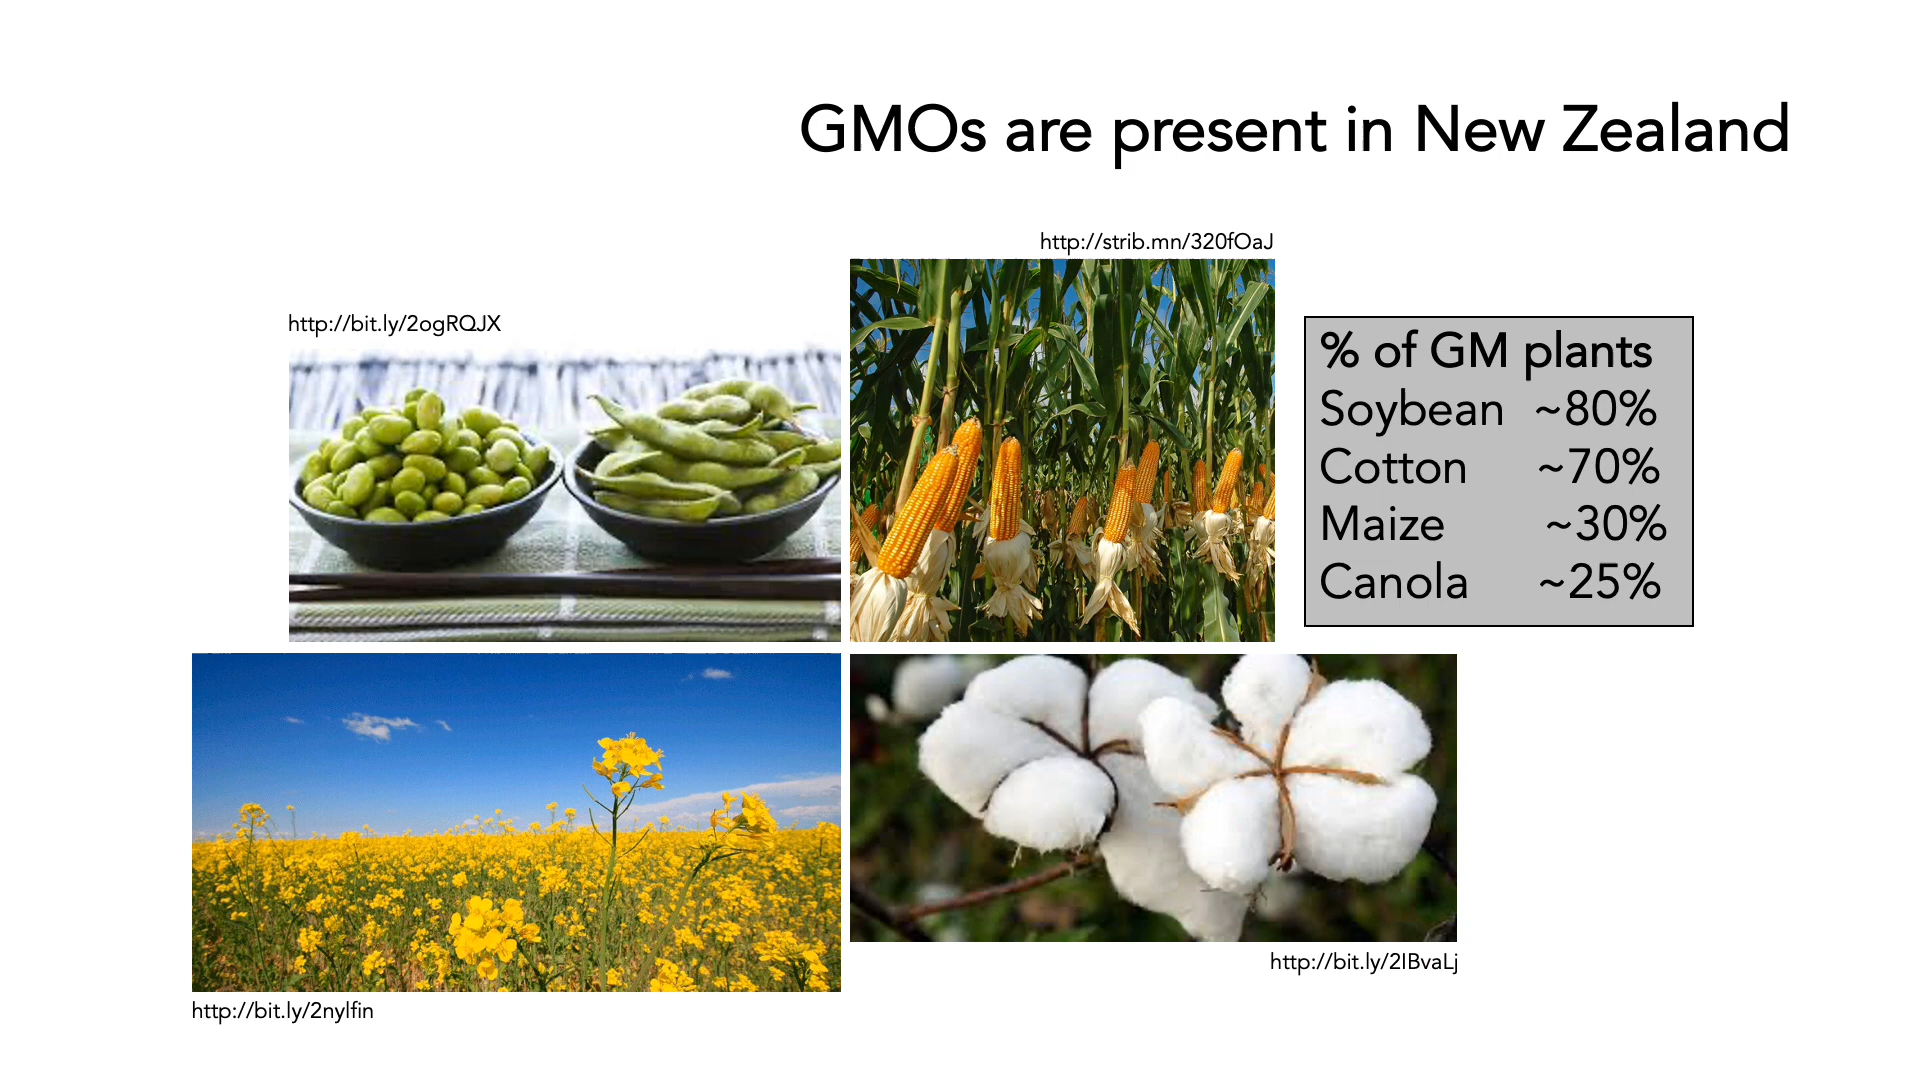 GMOs are present in New Zealand
http://strib.mn/320fOaJ
http://bit.ly/2ogRQJX
% of GM plants
Soybean ~80%
Cotton ~70%
Maize ~30%
Canola ~25%
http://bit.ly/2IBvaLj
http://bit.ly/2nylfin